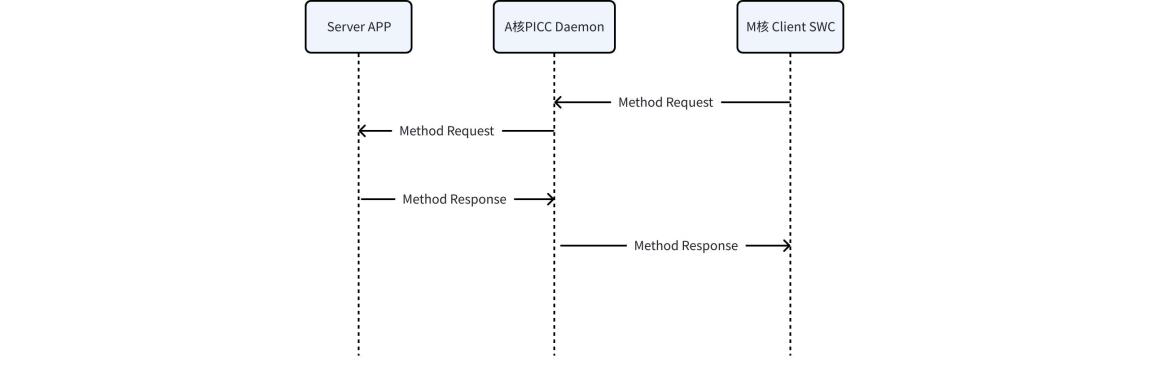 Server APP
A核PICC Daemon
M核 Client SWC
Method Request
Method Request
Method Response
Method Response